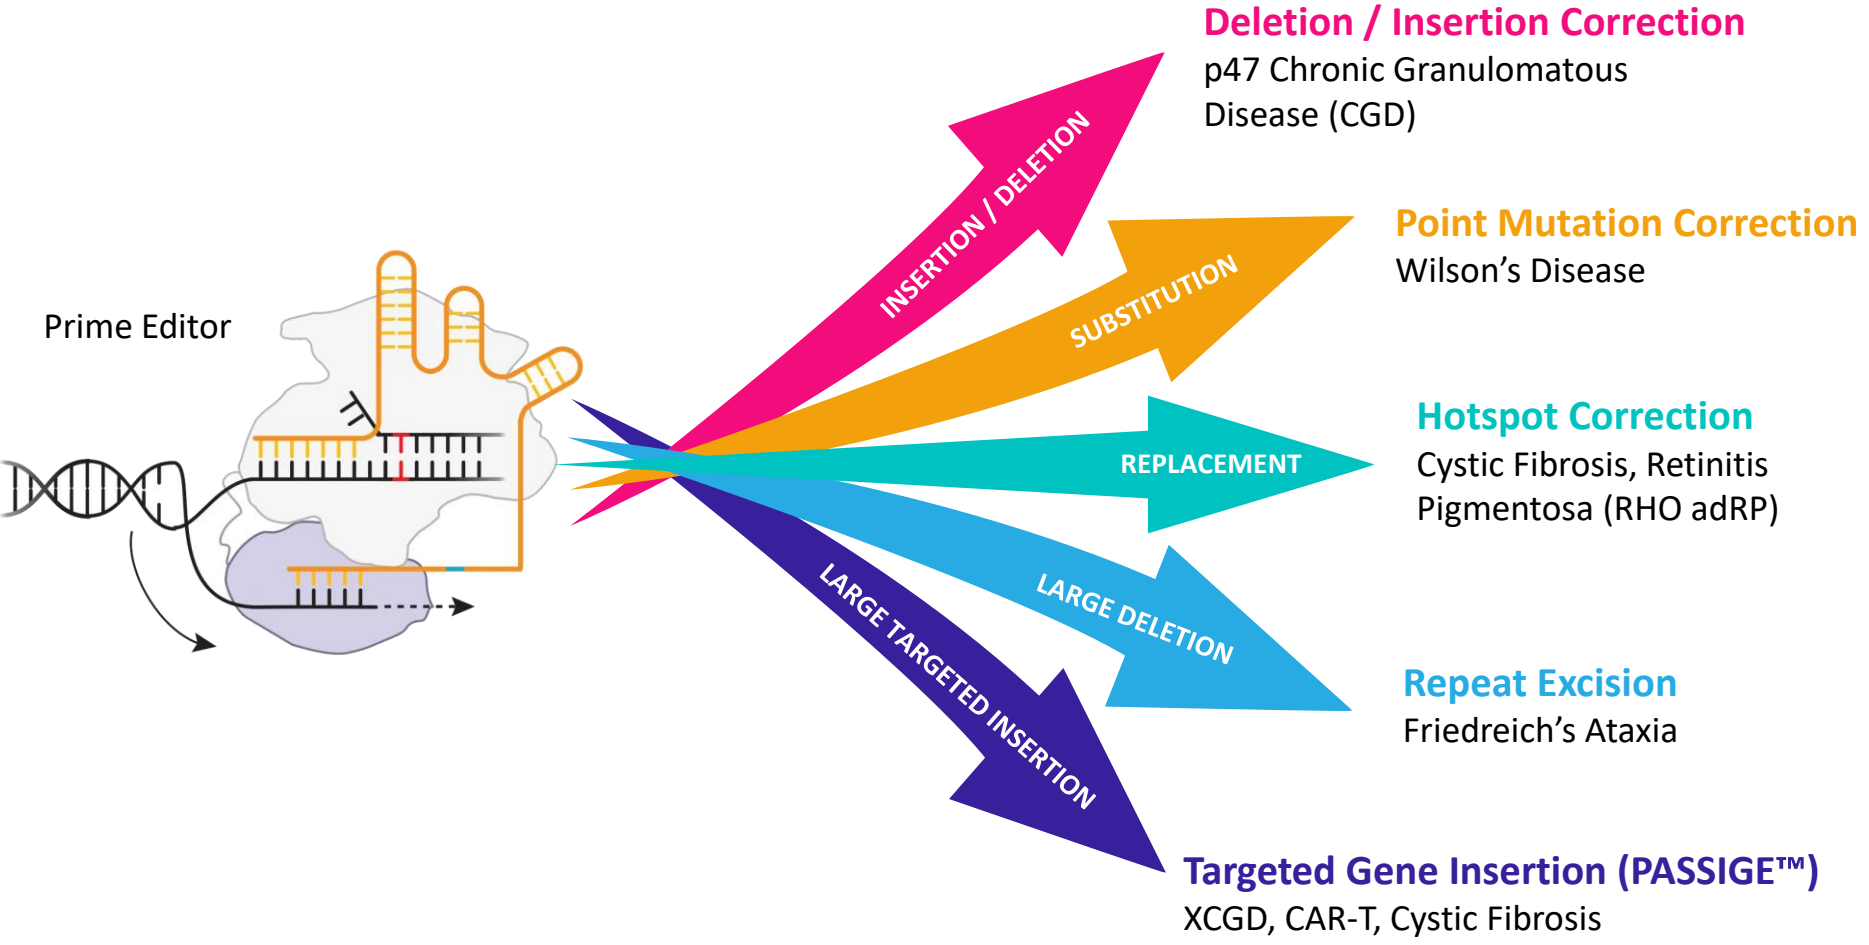 Deletion / Insertion Correction
p47 Chronic Granulomatous
Disease (CGD)
INSERTION / DELETION
Point Mutation Correction
Wilson’s Disease
SUBSTITUTION
Prime Editor
Hotspot Correction
Cystic Fibrosis, Retinitis
Pigmentosa (RHO adRP)
REPLACEMENT
LARGE DELETION
Repeat Excision
Friedreich’s Ataxia
LARGE TARGETED INSERTION
Targeted Gene Insertion (PASSIGE™)
XCGD, CAR-T, Cystic Fibrosis